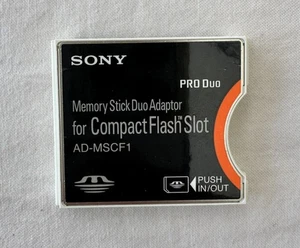 SONY
PRO DUO
Memory Stick Duo Adaptor
for CompactFlash Slot
AD-MSCF1
PUSH
IN/OUT